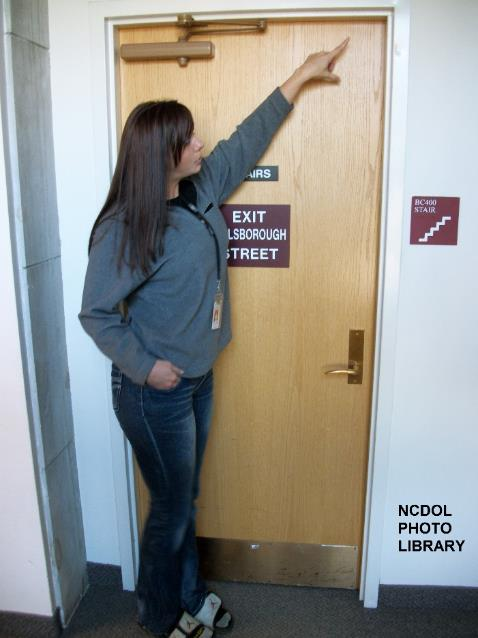 AIRS
EXIT
LSBOROUGH
STREET
BC400
STAIR
NCDOL
PHOTO
LIBRARY